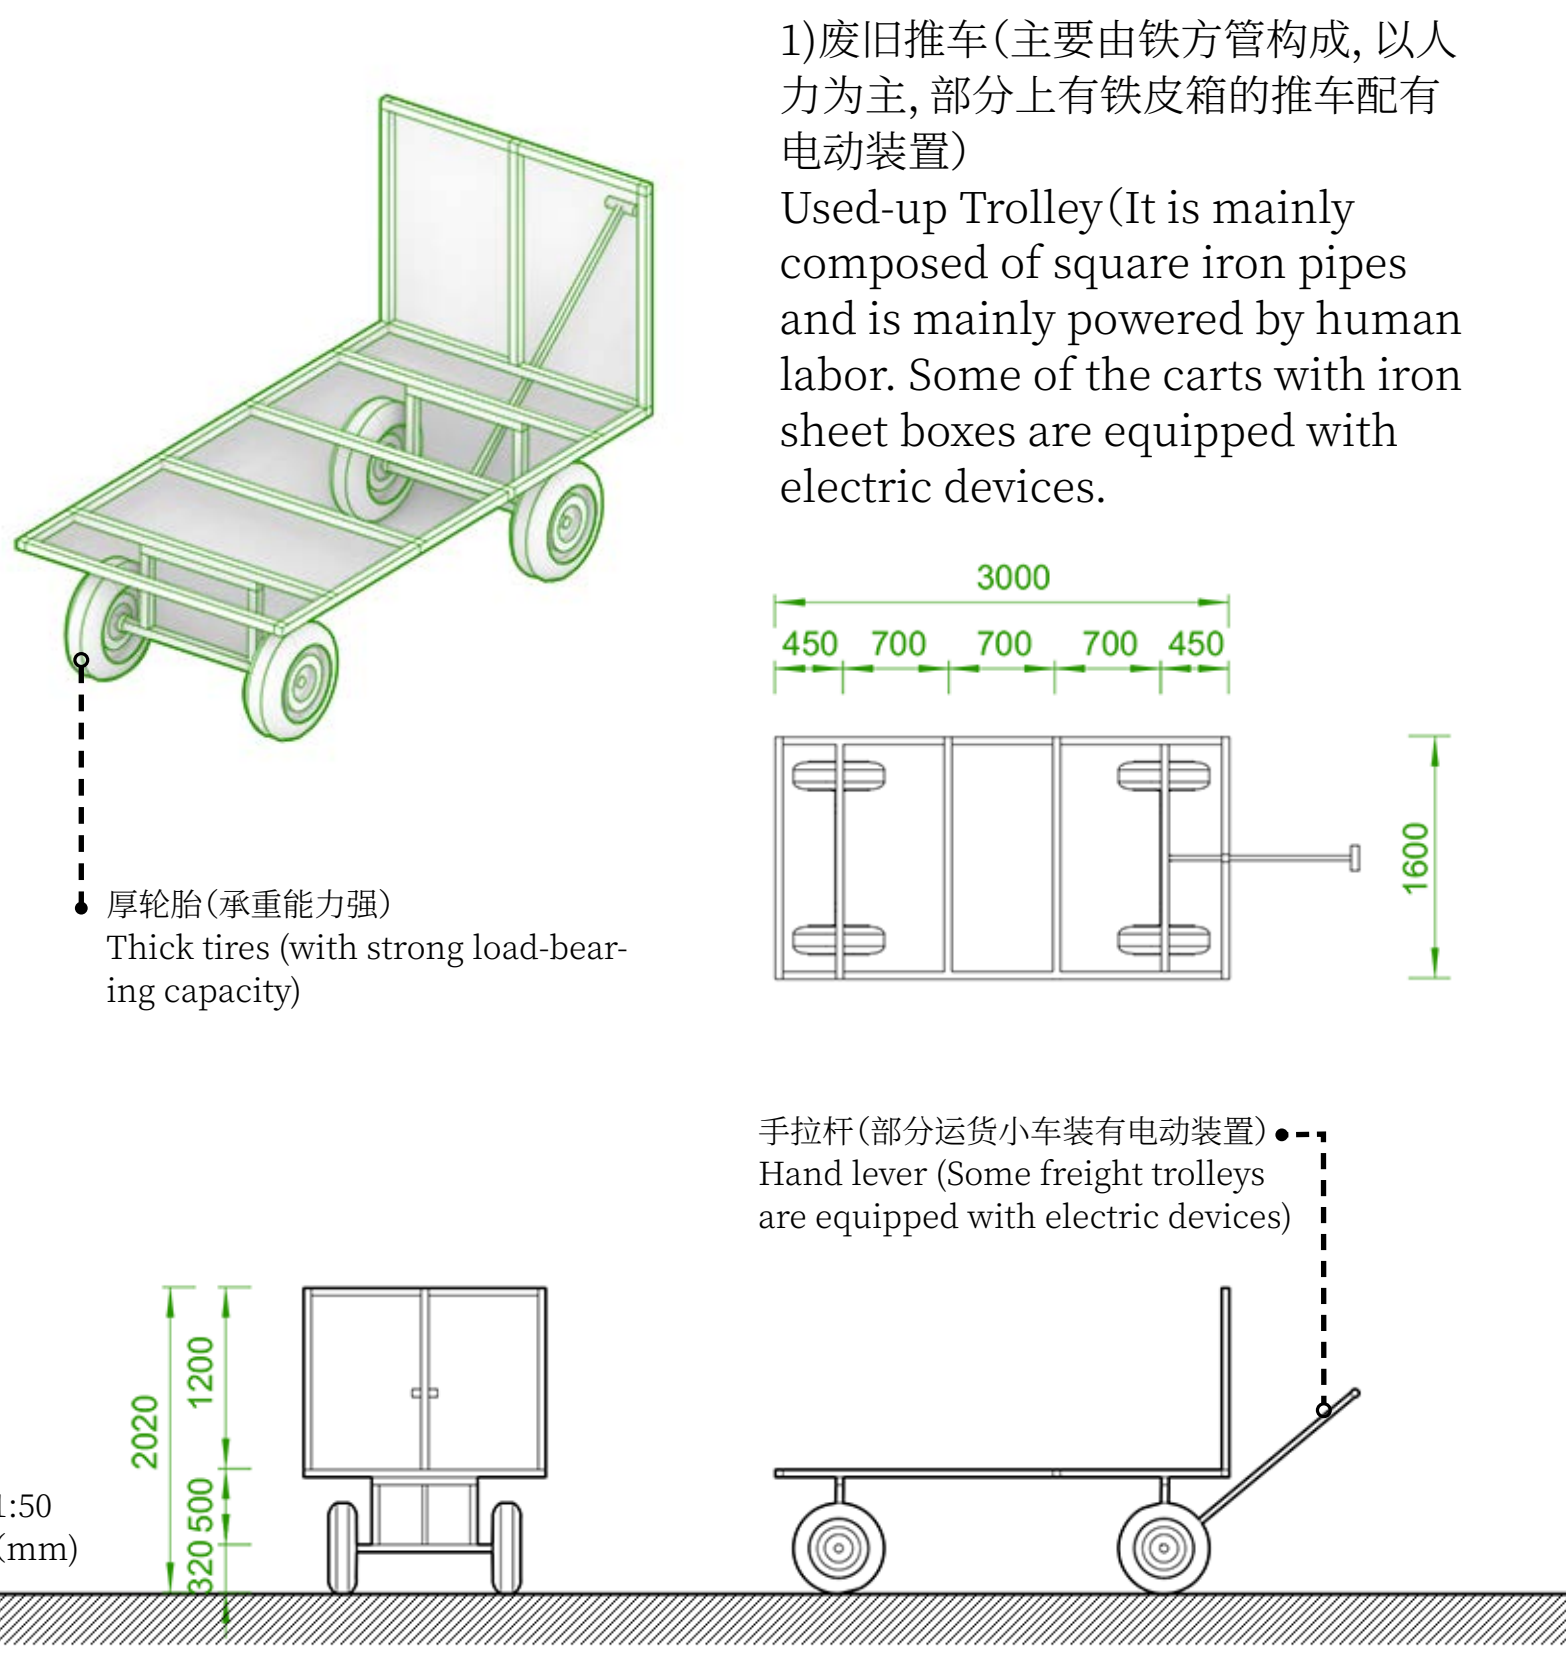 1)废旧推车(主要由铁方管构成, 以人
力为主, 部分上有铁皮箱的推车配有
电动装置)
Used-up Trolley(It is mainly
composed of square iron pipes
and is mainly powered by human
labor. Some of the carts with iron
sheet boxes are equipped with
electric devices.
3000
450 700 700 700 450
1600
厚轮胎(承重能力强)
Thick tires (with strong load-bear-
ing capacity)
手拉杆(部分运货小车装有电动装置)
Hand lever (Some freight trolleys
are equipped with electric devices)
2020
1200
500
320
1:50
(mm)